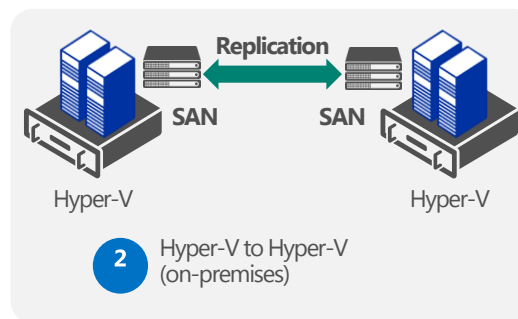 Replication
SAN
SAN
Hyper-V
Hyper-V
2
Hyper-V to Hyper-V
(on-premises)